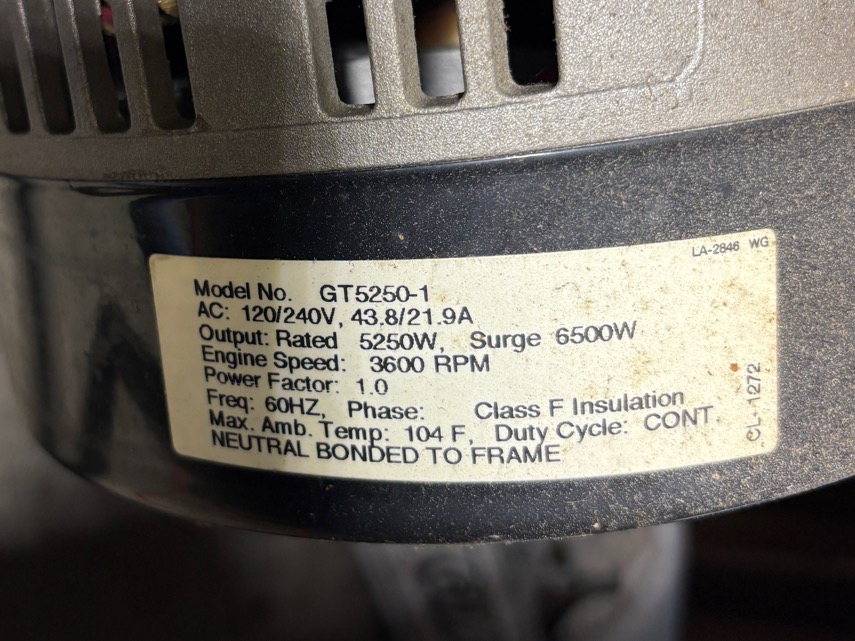 LA-2846 WG
Model No. GT5250-1
AC: 120/240V, 43.8/21.9A
Output: Rated 5250W, Surge 6500W
Engine Speed: 3600 RPM
Power Factor: 1.0
Freq: 60HZ, Phase: Class F Insulation
Max. Amb. Temp: 104 F, Duty Cycle: CONT.
NEUTRAL BONDED TO FRAME
CL-1272